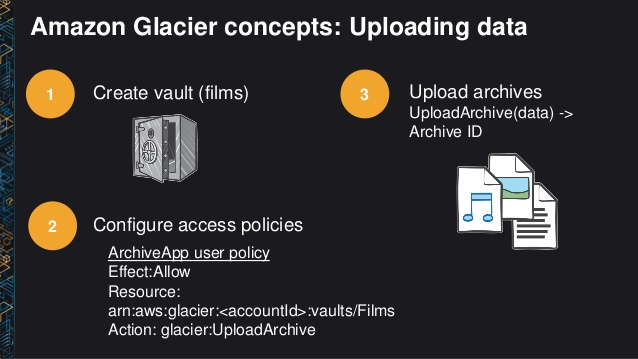 Amazon Glacier concepts: Uploading data
1
Create vault (films)
2
Configure access policies
ArchiveApp user policy
Effect:Allow
Resource:
arn:aws:glacier:<accountId>:vaults/Films
Action: glacier:UploadArchive
3
Upload archives
UploadArchive(data) ->
Archive ID